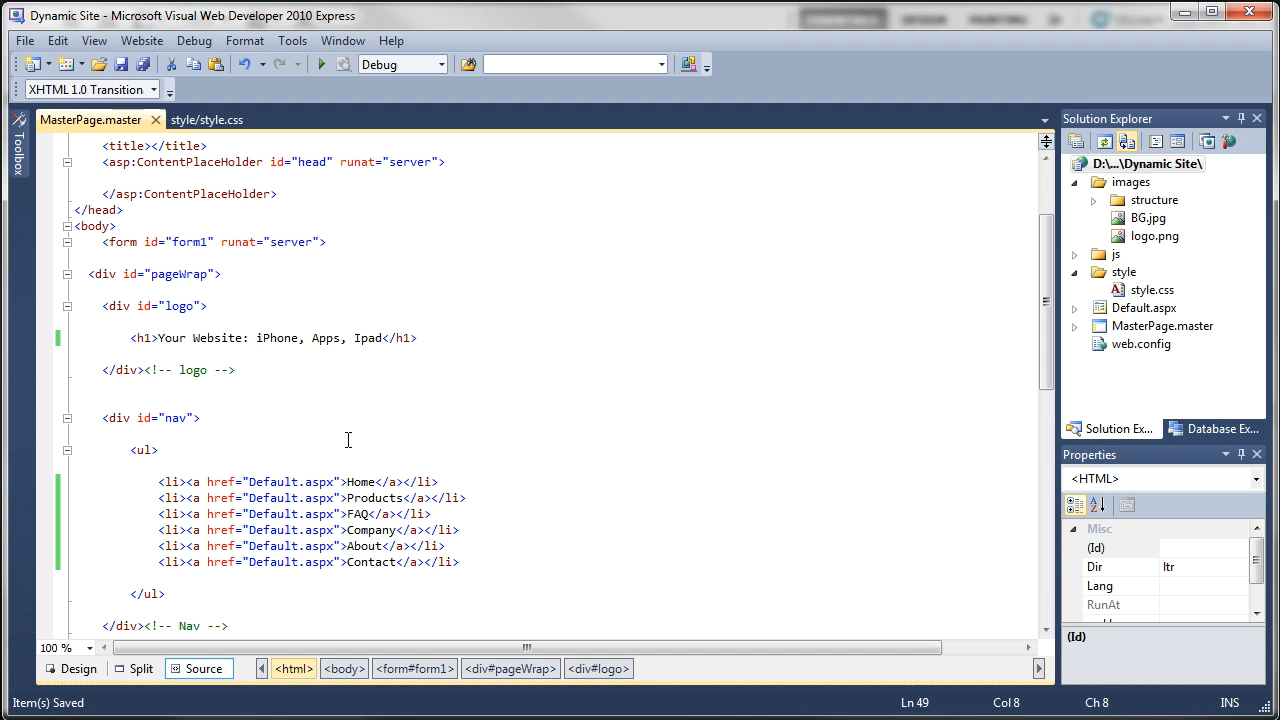 Dynamic Site - Microsoft Visual Web Developer 2010 Express
File Edit View Website Debug Format Tools Window Help
Debug
XHTML 1.0 Transition
Toolbox
MasterPage.master style/style.css
<title></title>
<asp:ContentPlaceHolder id="head" runat="server">
</asp:ContentPlaceHolder>
</head>
<body>
<form id="form1" runat="server">
<div id="pageWrap">
<div id="logo">
<h1>Your Website: iPhone, Apps, Ipad</h1>
</div><!-- logo -->
<div id="nav">
<ul>
<li><a href="Default.aspx">Home</a></li>
<li><a href="Default.aspx">Products</a></li>
<li><a href="Default.aspx">FAQ</a></li>
<li><a href="Default.aspx">Company</a></li>
<li><a href="Default.aspx">About</a></li>
<li><a href="Default.aspx">Contact</a></li>
</ul>
</div><!-- Nav -->
100 %
Design Split Source <html> <body> <form#form1> <div#pageWrap> <div#logo>
Item(s) Saved Ln 49 Col 8 Ch 8 INS
Solution Explorer
D:\...\Dynamic Site\
images
structure
BG.jpg
logo.png
js
style
style.css
Default.aspx
MasterPage.master
web.config
Solution Ex... Database Ex...
Properties
<HTML>
Misc
(Id)
Dir ltr
Lang
RunAt
(Id)